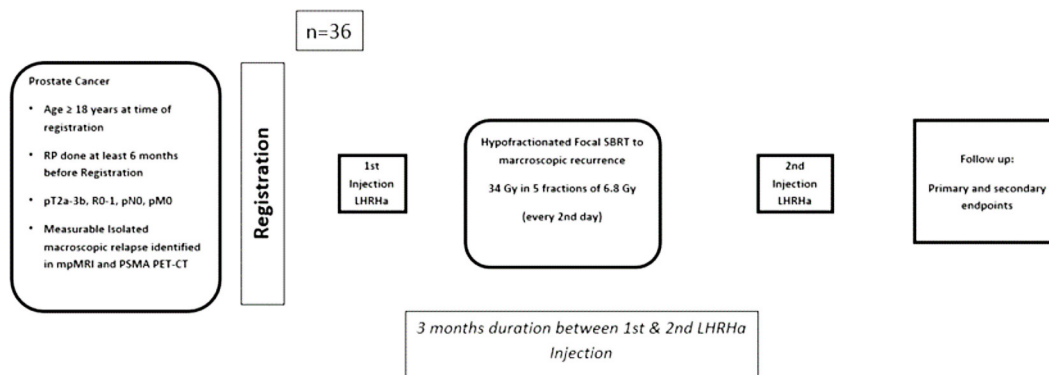 n=36
Prostate Cancer
• Age ≥ 18 years at time of
registration
• RP done at least 6 months
before Registration
• pT2a-3b, R0-1, pN0, pM0
• Measurable Isolated
macroscopic relapse identified
in mpMRI and PSMA PET-CT
Registration
1st
Injection
LHRHa
Hypofractionated Focal SBRT to
marcroscopic recurrence
34 Gy in 5 fractions of 6.8 Gy
(every 2nd day)
2nd
Injection
LHRHa
Follow up:
Primary and secondary
endpoints
3 months duration between 1st & 2nd LHRHa
Injection